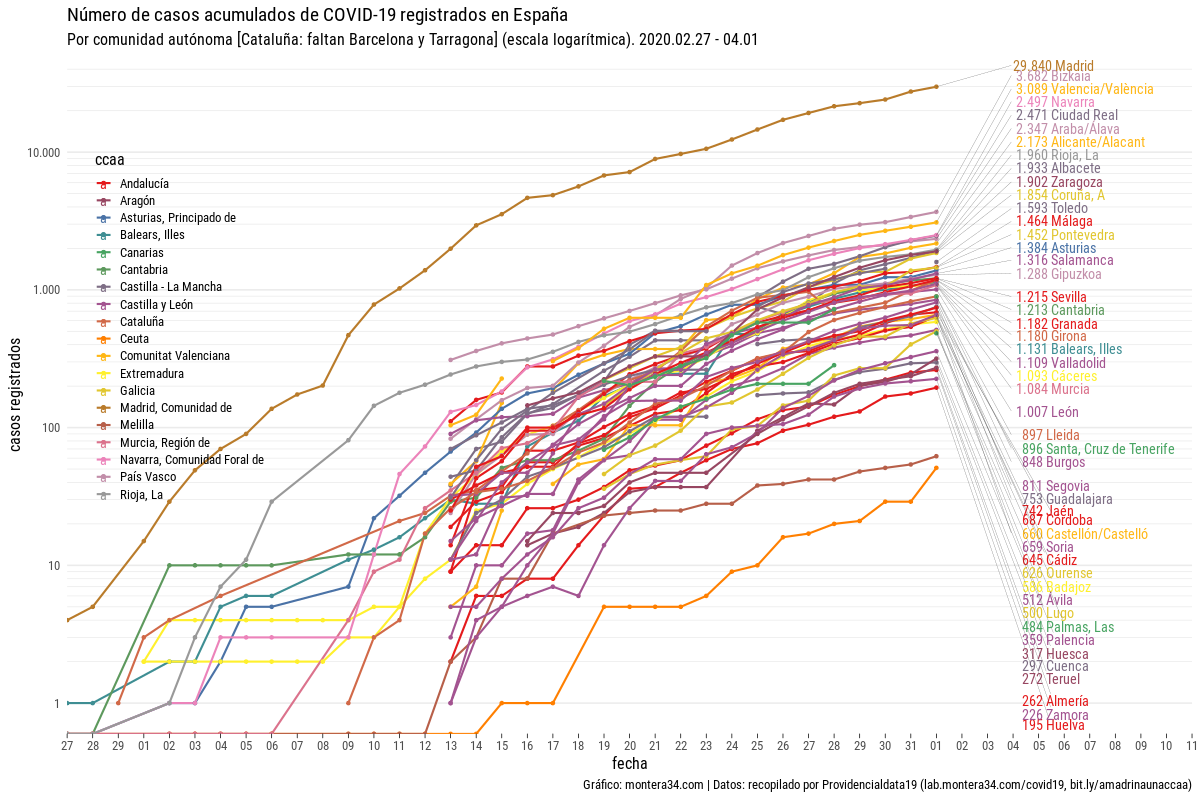 Número de casos acumulados de COVID-19 registrados en España
Por comunidad autónoma [Cataluña: faltan Barcelona y Tarragona] (escala logarítmica). 2020.02.27 - 04.01
casos registrados
10.000
1.000
100
10
1
ccaa
Andalucía
Aragón
Asturias, Principado de
Balears, Illes
Canarias
Cantabria
Castilla - La Mancha
Castilla y León
Cataluña
Ceuta
Comunitat Valenciana
Extremadura
Galicia
Madrid, Comunidad de
Melilla
Murcia, Región de
Navarra, Comunidad Foral de
País Vasco
Rioja, La
29.840 Madrid
3.682 Bizkaia
3.089 Valencia/València
2.497 Navarra
2.471 Ciudad Real
2.347 Araba/Álava
2.173 Alicante/Alacant
1.960 Rioja, La
1.933 Albacete
1.902 Zaragoza
1.854 Coruña, A
1.593 Toledo
1.464 Málaga
1.452 Pontevedra
1.384 Asturias
1.316 Salamanca
1.288 Gipuzkoa
1.215 Sevilla
1.213 Cantabria
1.182 Granada
1.180 Girona
1.131 Balears, Illes
1.109 Valladolid
1.093 Cáceres
1.084 Murcia
1.007 León
897 Lleida
896 Santa, Cruz de Tenerife
848 Burgos
811 Segovia
753 Guadalajara
742 Jaén
687 Córdoba
660 Castellón/Castelló
659 Soria
645 Cádiz
626 Ourense
Badajoz
512 Ávila
500 Lugo
484 Palmas, Las
359 Palencia
317 Huesca
297 Cuenca
272 Teruel
262 Almería
226 Zamora
195 Huelva
27 28 29 01 02 03 04 05 06 07 08 09 10 11 12 13 14 15 16 17 18 19 20 21 22 23 24 25 26 27 28 29 30 31 01 02 03 04 05 06 07 08 09 10 11
fecha
Gráfico: montera34.com | Datos: recopilado por Providencialdata19 (lab.montera34.com/covid19, bit.ly/amadrinaunaccaa)